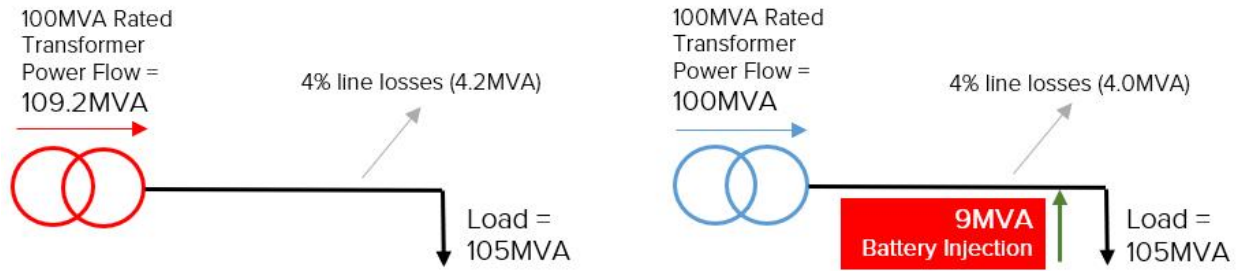 100MVA Rated
Transformer
Power Flow =
109.2MVA
4% line losses (4.2MVA)
Load =
105MVA
100MVA Rated
Transformer
Power Flow =
100MVA
4% line losses (4.0MVA)
9MVA
Battery Injection
Load =
105MVA